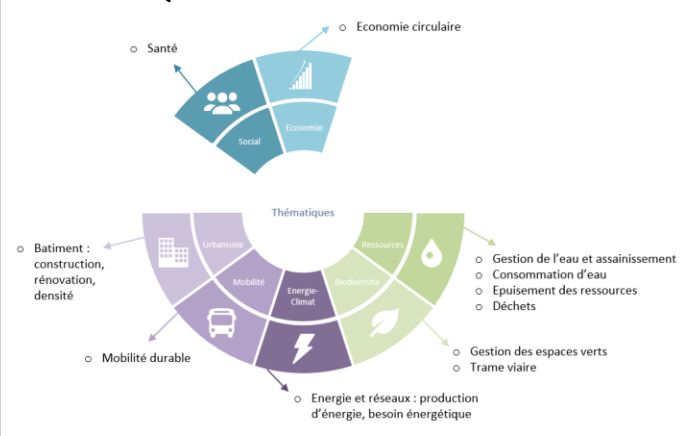 ○ Economie circulaire
○ Santé
Economie
Social
Thématiques
Urbanisme
Ressources
○ Batiment :
construction,
rénovation,
densité
○ Gestion de l'eau et assainissement
○ Consommation d'eau
○ Epuisement des ressources
○ Déchets
Mobilité
Energie-
Climat
Biodiversité
○ Mobilité durable
○ Gestion des espaces verts
○ Trame viaire
○ Energie et réseaux : production
d'énergie, besoin énergétique